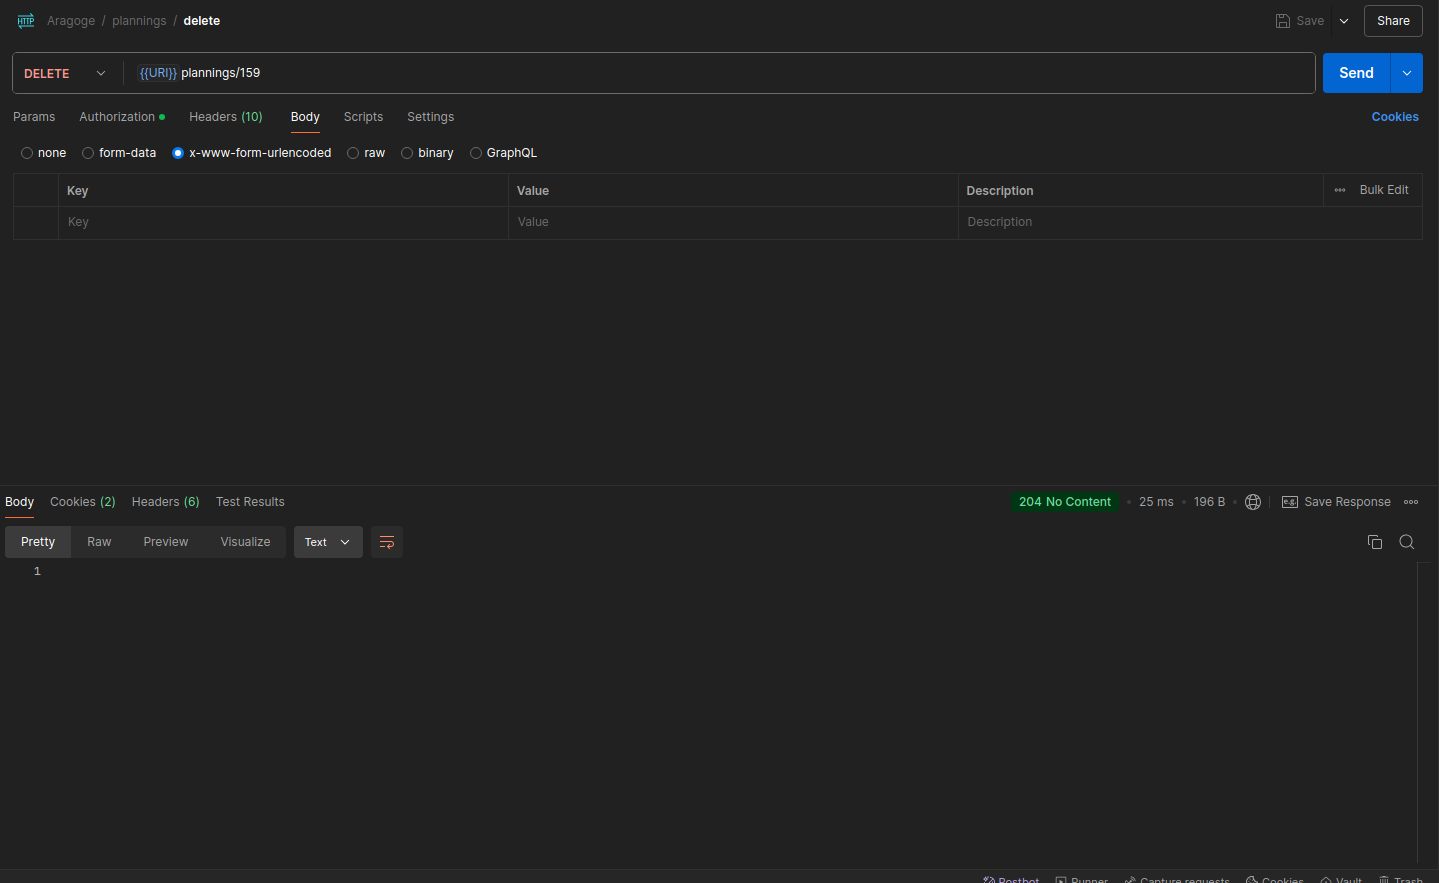 HTTP Aragoge / plannings / delete Save Share
DELETE {{URI}} plannings/159 Send
Params Authorization Headers (10) Body Scripts Settings Cookies
none form-data x-www-form-urlencoded raw binary GraphQL
Key Value Description Bulk Edit
Key Value Description
Body Cookies (2) Headers (6) Test Results 204 No Content 25 ms 196 B e.g. Save Response
Pretty Raw Preview Visualize Text
1
Postbot Runner Capture requests Cookies Vault Trash